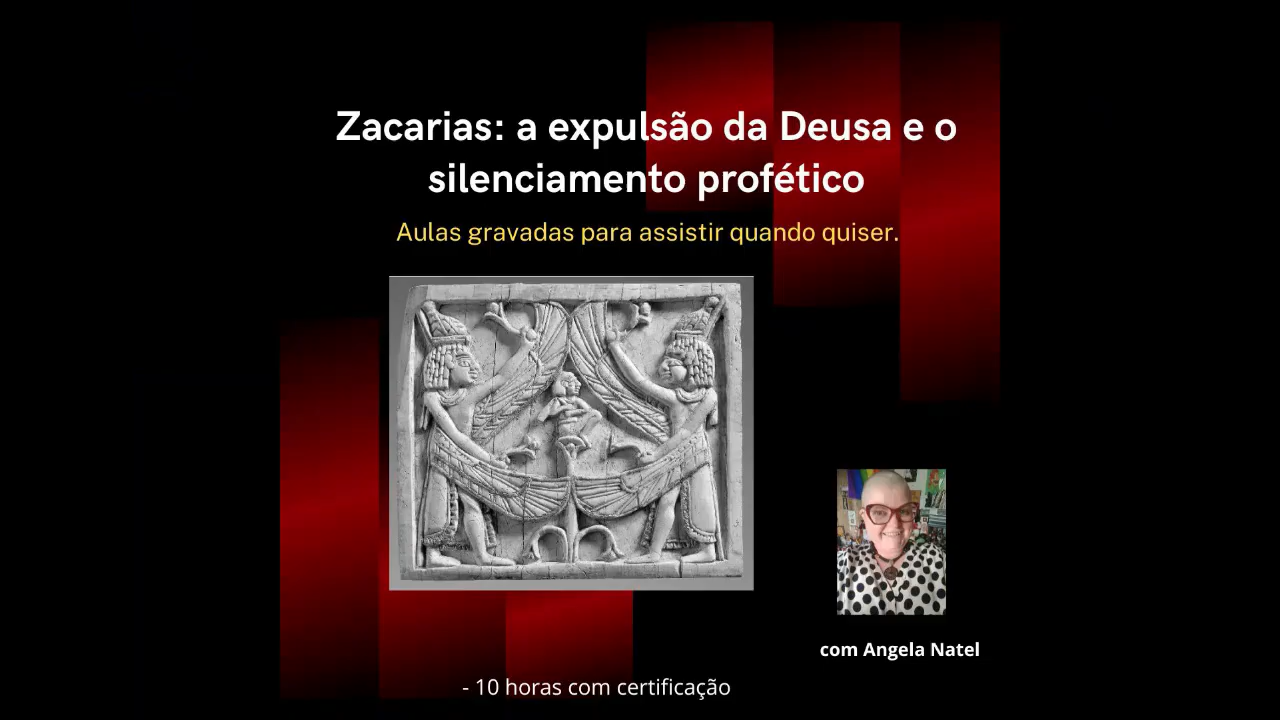 Zacarias: a expulsão da Deusa e o
silenciamento profético
Aulas gravadas para assistir quando quiser.
com Angela Natel
- 10 horas com certificação